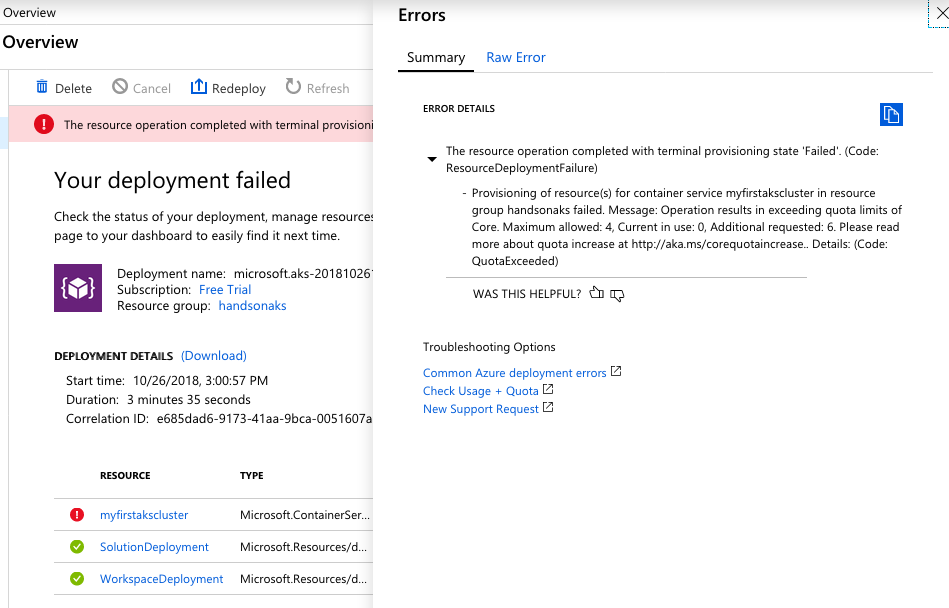 Overview
Overview
Delete Cancel Redeploy Refresh
The resource operation completed with terminal provisioni
Your deployment failed
Check the status of your deployment, manage resources
page to your dashboard to easily find it next time.
Deployment name: microsoft.aks-201810261
Subscription: Free Trial
Resource group: handsonaks
DEPLOYMENT DETAILS (Download)
Start time: 10/26/2018, 3:00:57 PM
Duration: 3 minutes 35 seconds
Correlation ID: e685dad6-9173-41aa-9bca-0051607a
RESOURCE TYPE
myfirstakscluster Microsoft.ContainerSer...
SolutionDeployment Microsoft.Resources/d...
WorkspaceDeployment Microsoft.Resources/d...
Errors
Summary Raw Error
ERROR DETAILS
The resource operation completed with terminal provisioning state 'Failed'. (Code:
ResourceDeploymentFailure)
- Provisioning of resource(s) for container service myfirstakscluster in resource
group handsonaks failed. Message: Operation results in exceeding quota limits of
Core. Maximum allowed: 4, Current in use: 0, Additional requested: 6. Please read
more about quota increase at http://aka.ms/corequotaincrease.. Details: (Code:
QuotaExceeded)
WAS THIS HELPFUL?
Troubleshooting Options
Common Azure deployment errors
Check Usage + Quota
New Support Request